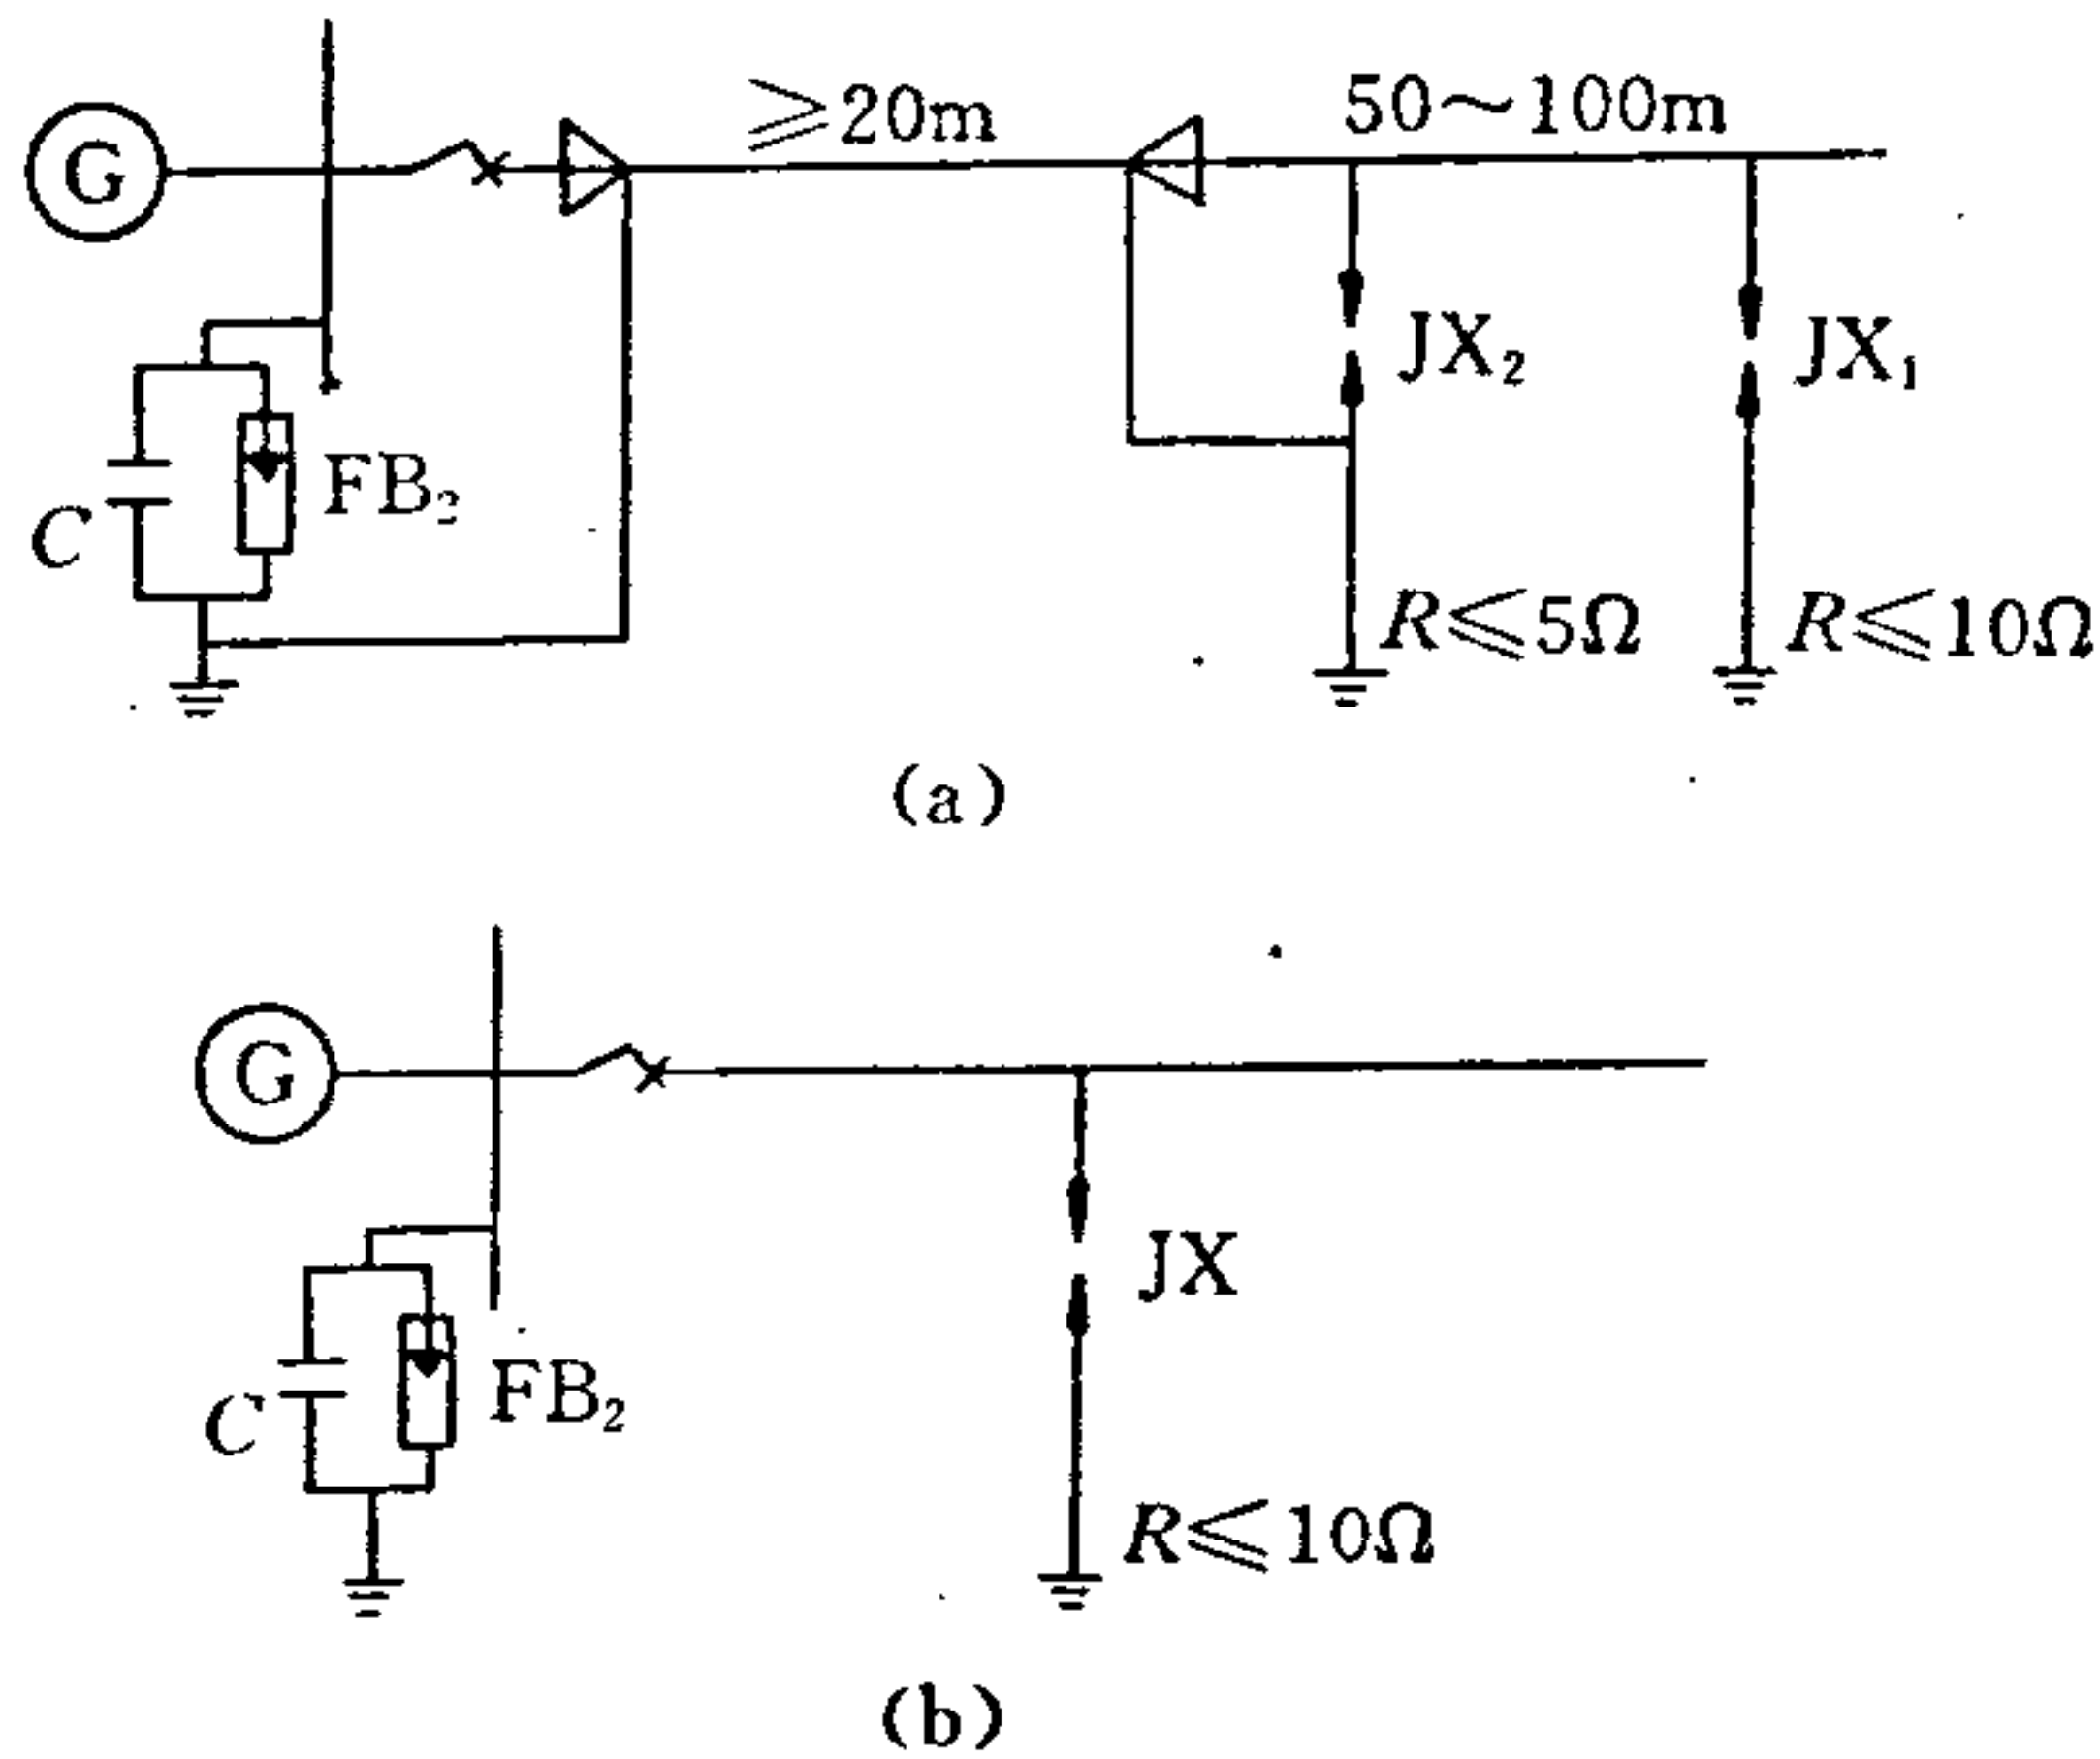 ≥20m
50～100m
G
JX₂
JX₁
FB₂
C
R≤5Ω
R≤10Ω
(a)
G
JX
FB₂
C
R≤10Ω
(b)